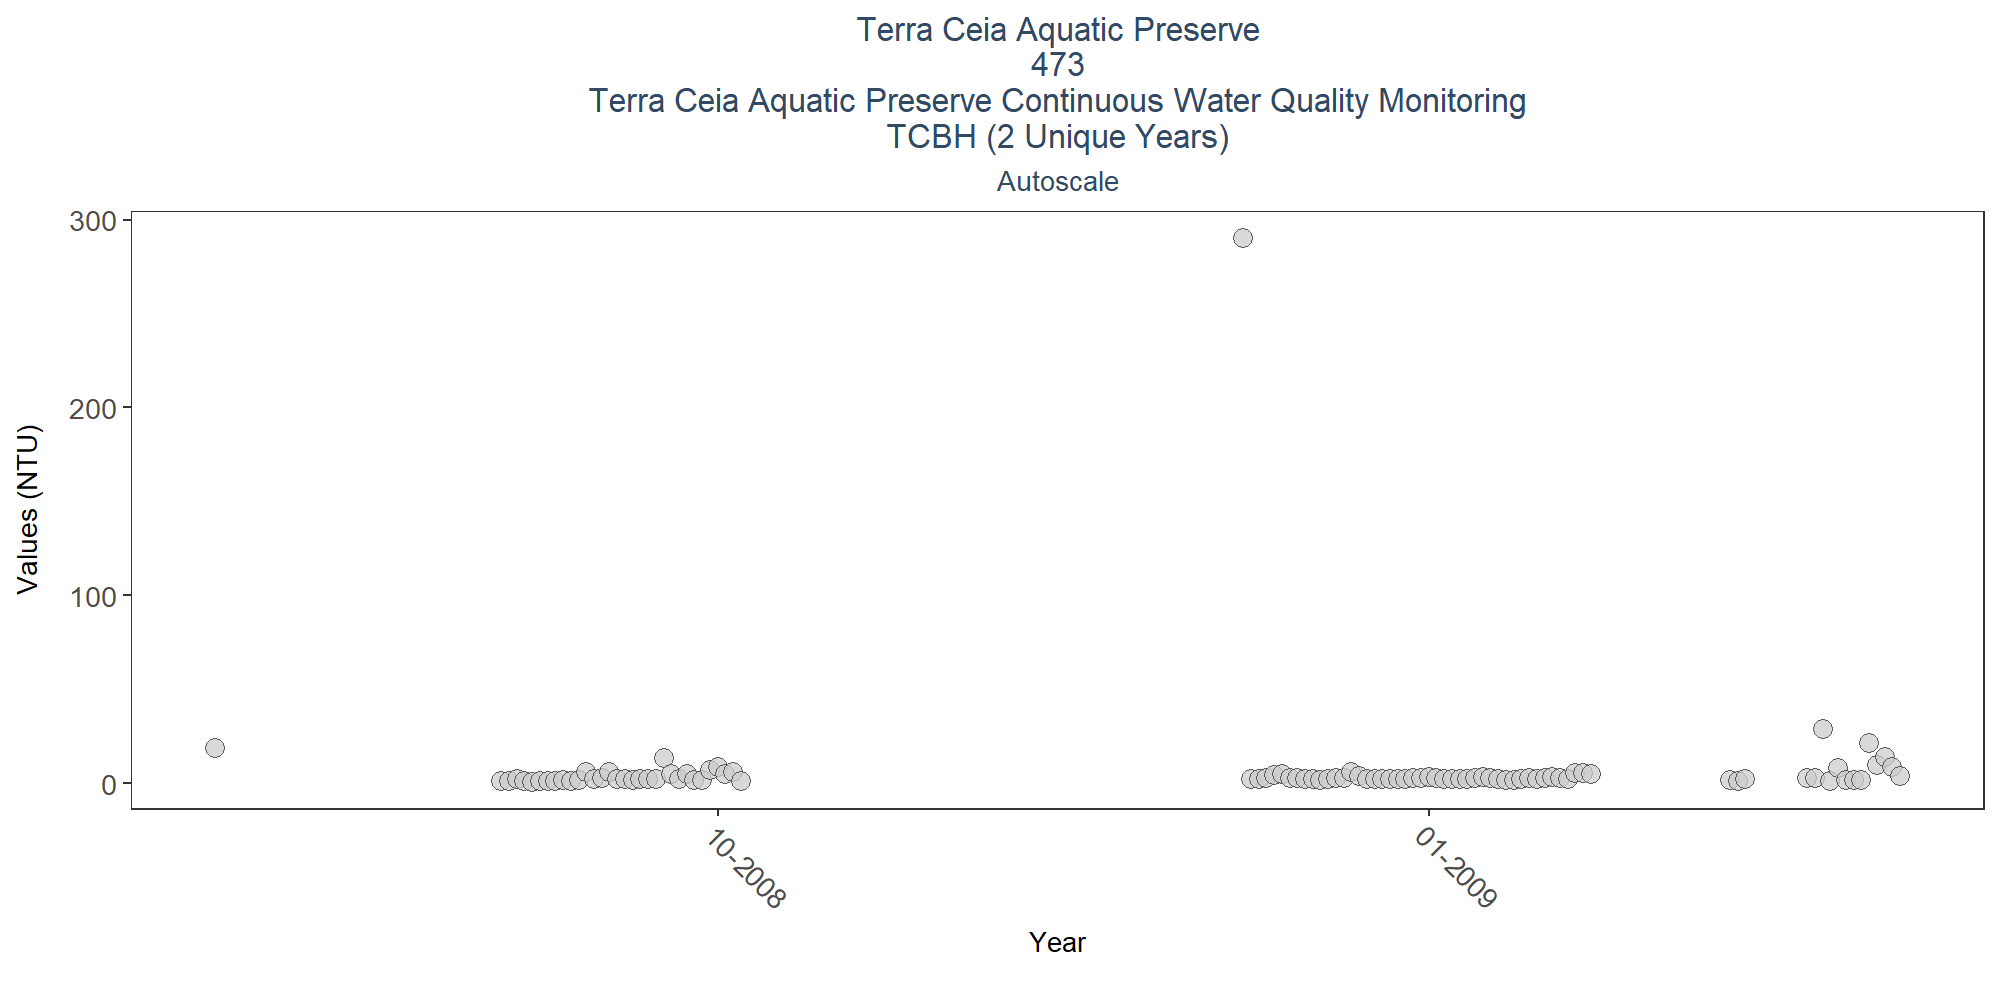 Terra Ceia Aquatic Preserve
473
Terra Ceia Aquatic Preserve Continuous Water Quality Monitoring
TCBH (2 Unique Years)
Autoscale
300
200
100
0
Values (NTU)
10-2008
01-2009
Year